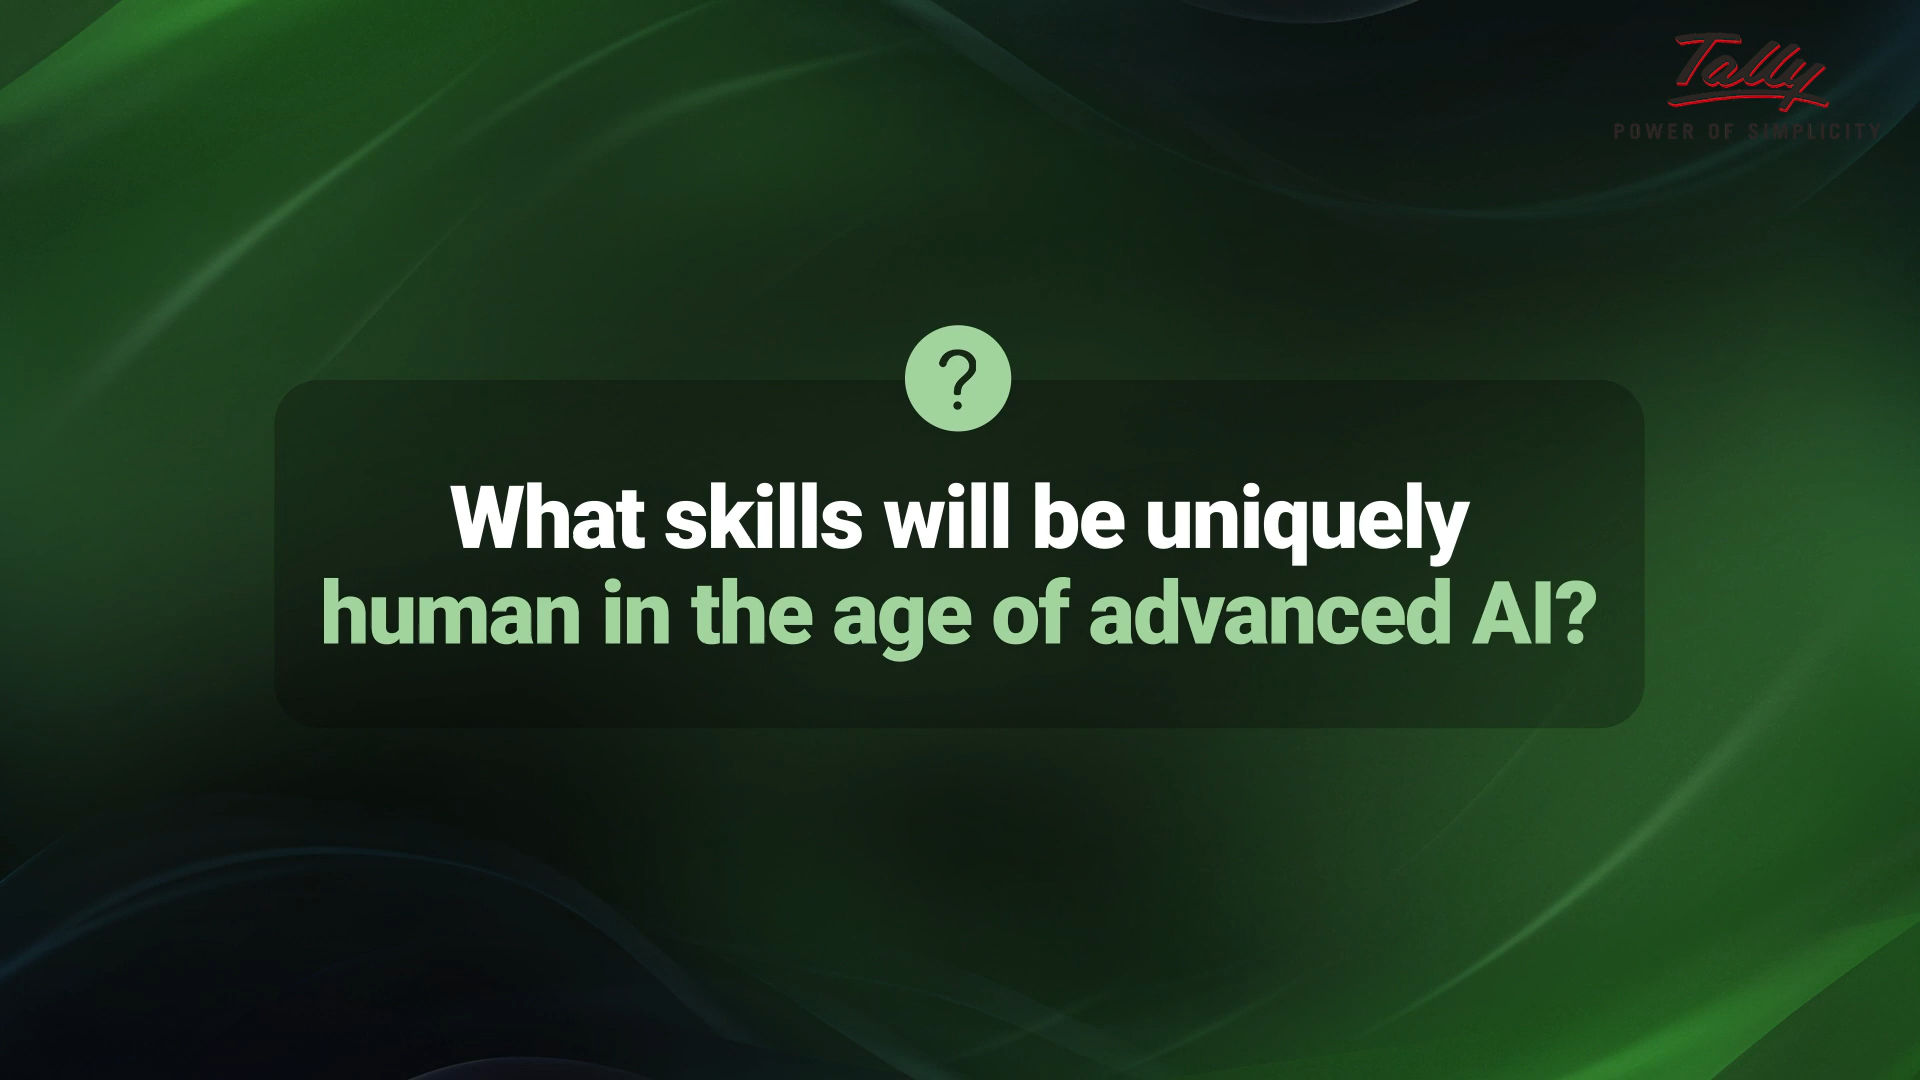 Tally
POWER OF SIMPLICITY
?
What skills will be uniquely
human in the age of advanced AI?